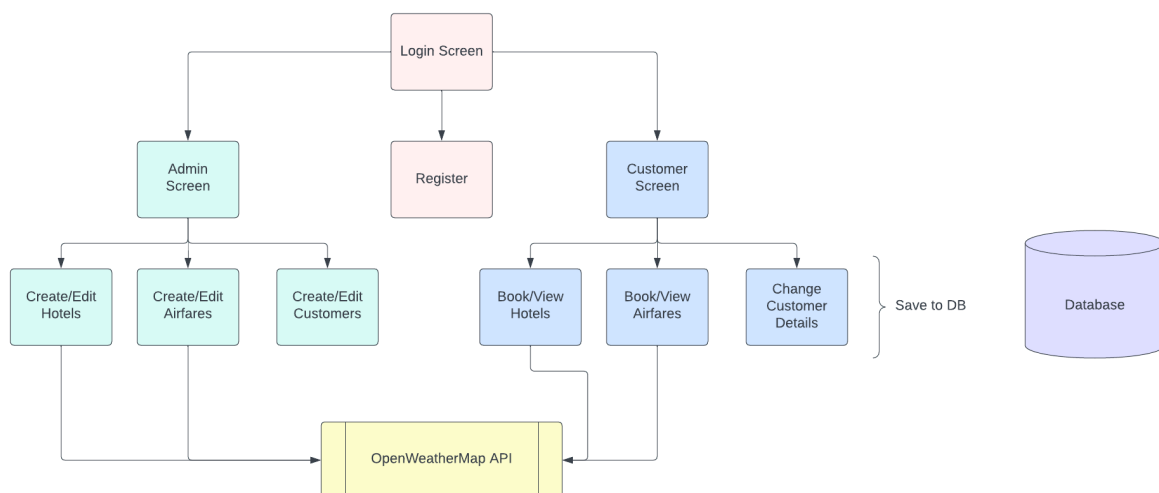 Login Screen
Admin
Screen
Register
Customer
Screen
Create/Edit
Hotels
Create/Edit
Airfares
Create/Edit
Customers
Book/View
Hotels
Book/View
Airfares
Change
Customer
Details
Save to DB
Database
OpenWeatherMap API